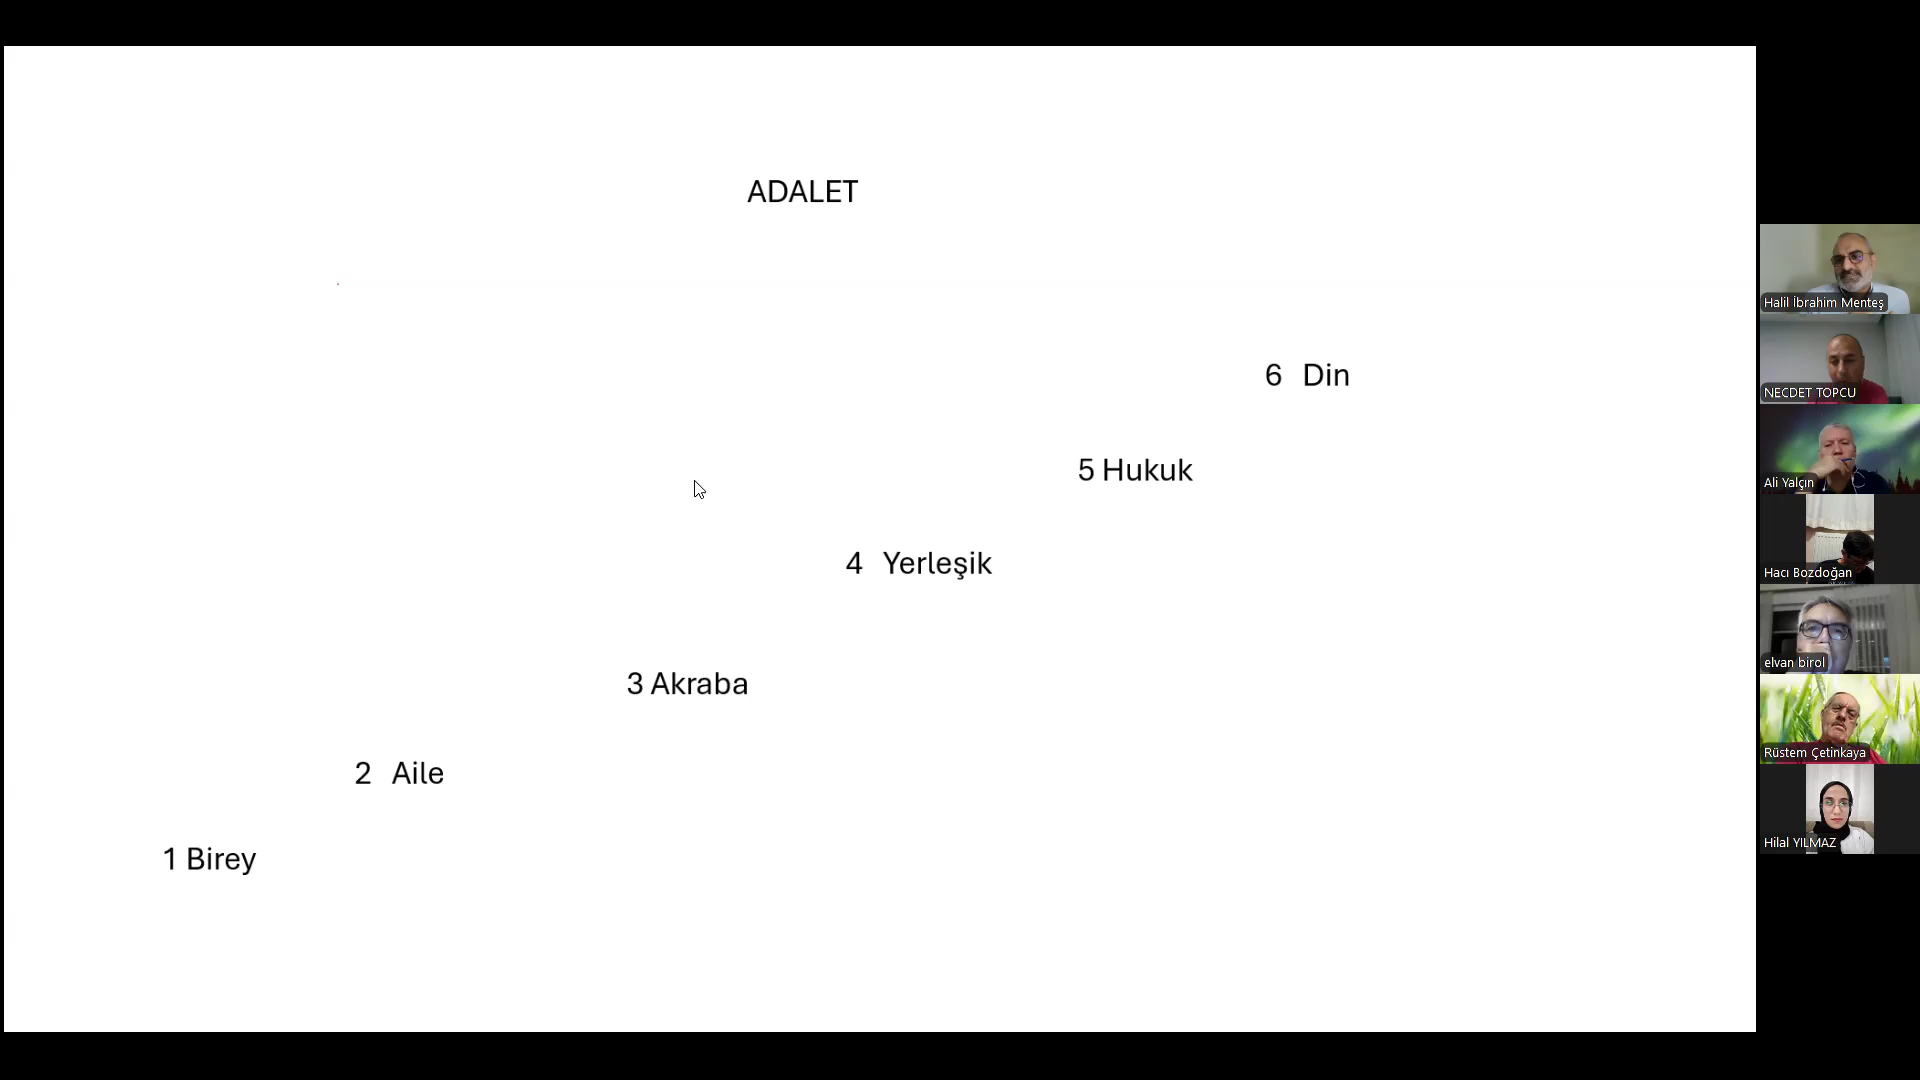 ADALET
6 Din
5 Hukuk
4 Yerleşik
3 Akraba
2 Aile
1 Birey
Halil İbrahim Menteş
NECDET TOPCU
Ali Yalçın
Hacı Bozdoğan
elvan birol
Rüstem Çetinkaya
Hilal YILMAZ